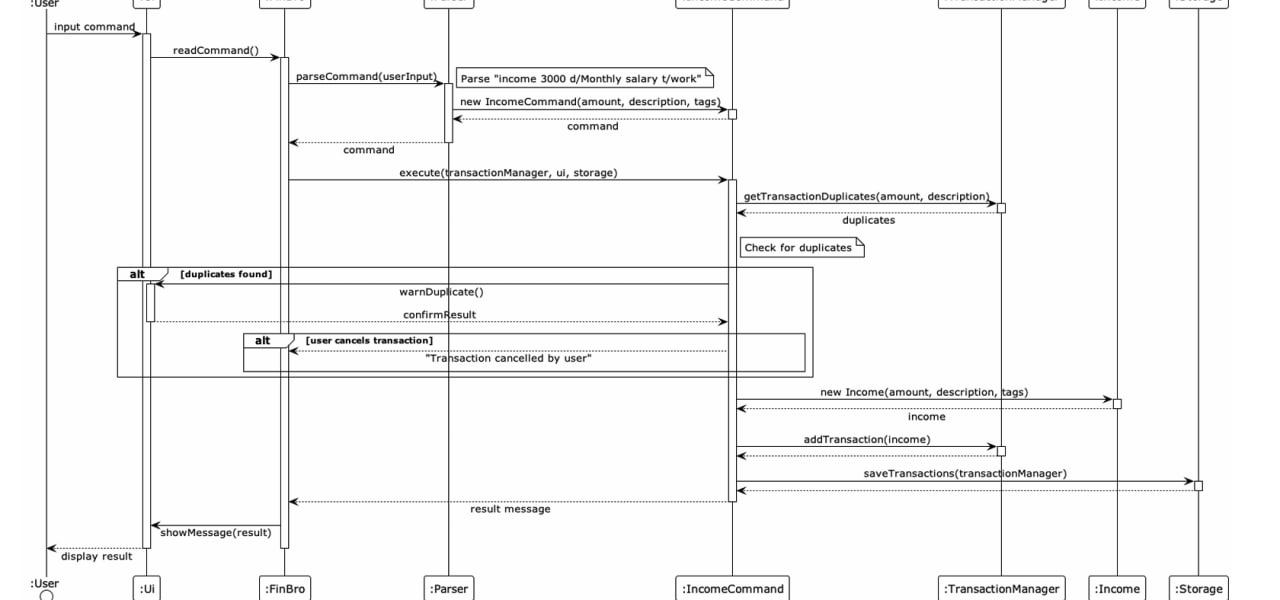 :User
input command
readCommand()
parseCommand(userInput)
Parse "income 3000 d/Monthly salary t/work"
new IncomeCommand(amount, description, tags)
command
command
execute(transactionManager, ui, storage)
getTransactionDuplicates(amount, description)
duplicates
Check for duplicates
alt [duplicates found]
warnDuplicate()
confirmResult
alt [user cancels transaction]
"Transaction cancelled by user"
new Income(amount, description, tags)
income
addTransaction(income)
saveTransactions(transactionManager)
result message
showMessage(result)
display result
:User :Ui :FinBro :Parser :IncomeCommand :TransactionManager :Income :Storage